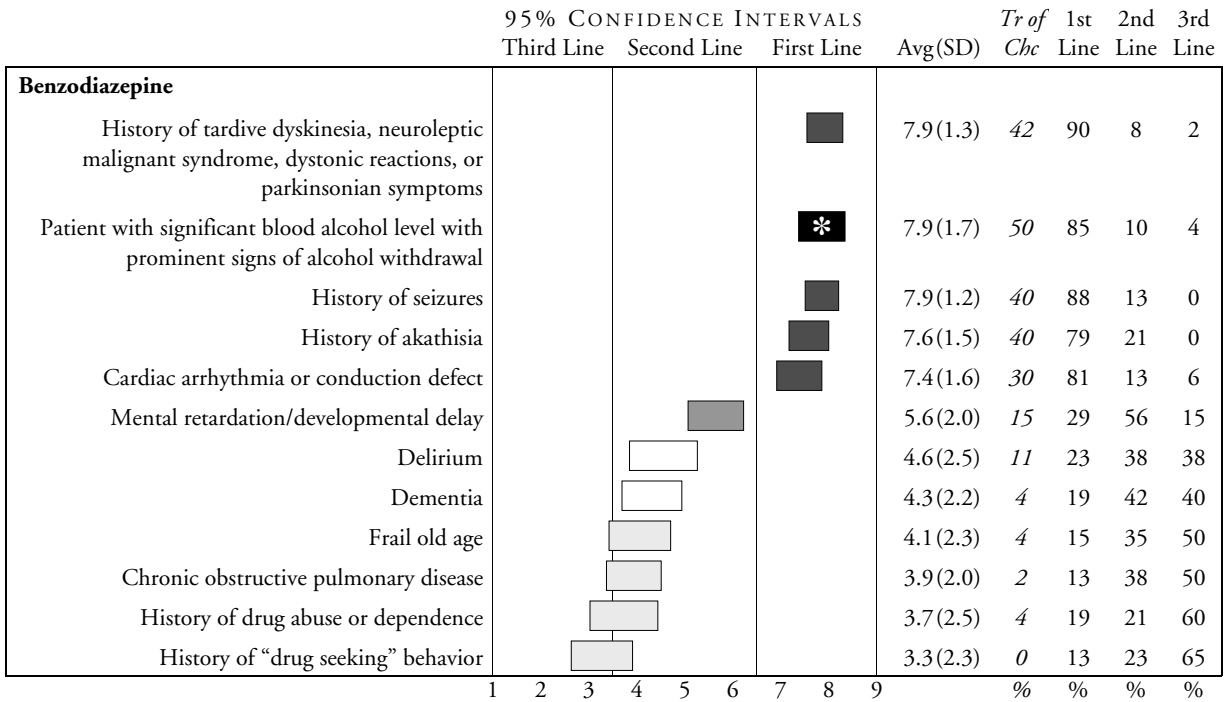 95% CONFIDENCE INTERVALS Tr of 1st 2nd 3rd
Third Line Second Line First Line Avg(SD) Chc Line Line Line
Benzodiazepine
History of tardive dyskinesia, neuroleptic 7.9(1.3) 42 90 8 2
malignant syndrome, dystonic reactions, or
parkinsonian symptoms
Patient with significant blood alcohol level with * 7.9(1.7) 50 85 10 4
prominent signs of alcohol withdrawal
History of seizures 7.9(1.2) 40 88 13 0
History of akathisia 7.6(1.5) 40 79 21 0
Cardiac arrhythmia or conduction defect 7.4(1.6) 30 81 13 6
Mental retardation/developmental delay 5.6(2.0) 15 29 56 15
Delirium 4.6(2.5) 11 23 38 38
Dementia 4.3(2.2) 4 19 42 40
Frail old age 4.1(2.3) 4 15 35 50
Chronic obstructive pulmonary disease 3.9(2.0) 2 13 38 50
History of drug abuse or dependence 3.7(2.5) 4 19 21 60
History of “drug seeking” behavior 3.3(2.3) 0 13 23 65
1 2 3 4 5 6 7 8 9 % % % %